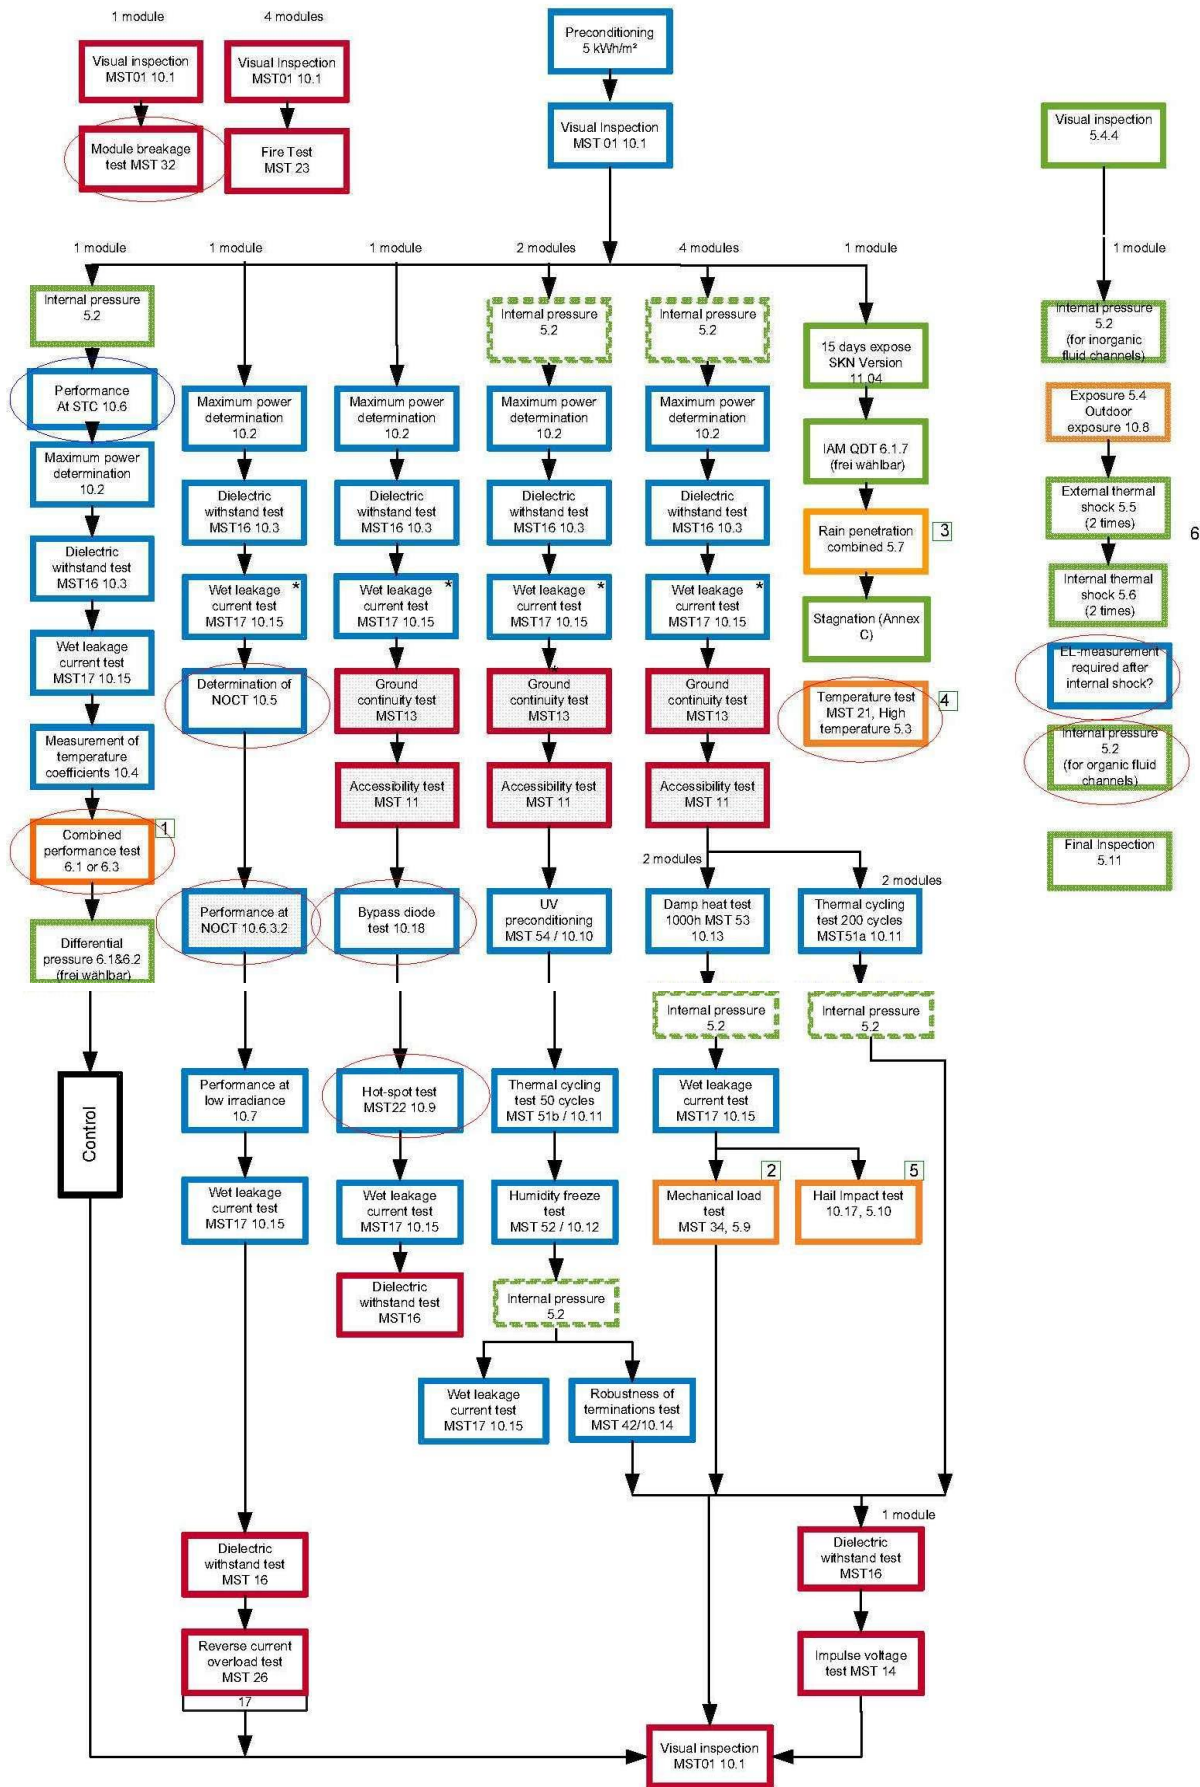 1 module
4 modules
Visual inspection
MST01 10.1
Visual Inspection
MST01 10.1
Module breakage
test MST 32
Fire Test
MST 23
Preconditioning
5 kWh/m²
Visual Inspection
MST 01 10.1
Visual inspection
5.4.4
1 module
1 module
1 module
2 modules
4 modules
1 module
1 module
Internal pressure
5.2
Performance
At STC 10.6
Maximum power
determination
10.2
Dielectric
withstand test
MST16 10.3
Wet leakage
current test
MST17 10.15
Measurement of
temperature
coefficients 10.4
1
Combined
performance test
6.1 or 6.3
Differential
pressure 6.1&6.2
(frei wählbar)
Control
Maximum power
determination
10.2
Dielectric
withstand test
MST16 10.3
Wet leakage *
current test
MST17 10.15
Determination of
NOCT 10.5
Performance at
NOCT 10.6.3.2
Performance at
low irradiance
10.7
Wet leakage
current test
MST17 10.15
Dielectric
withstand test
MST 16
Reverse current
overload test
MST 26
17
Maximum power
determination
10.2
Dielectric
withstand test
MST16 10.3
Wet leakage *
current test
MST17 10.15
Ground
continuity test
MST13
Accessibility test
MST 11
Bypass diode
test 10.18
Hot-spot test
MST22 10.9
Wet leakage
current test
MST17 10.15
Dielectric
withstand test
MST16
Internal pressure
5.2
Maximum power
determination
10.2
Dielectric
withstand test
MST16 10.3
Wet leakage *
current test
MST17 10.15
*
Ground
continuity test
MST13
Accessibility test
MST 11
UV
preconditioning
MST 54 / 10.10
Thermal cycling
test 50 cycles
MST 51b / 10.11
Humidity freeze
test
MST 52 / 10.12
Internal pressure
5.2
Wet leakage
current test
MST17 10.15
Robustness of
terminations test
MST 42/10.14
Internal pressure
5.2
Maximum power
determination
10.2
Dielectric
withstand test
MST16 10.3
Wet leakage *
current test
MST17 10.15
Ground
continuity test
MST13
Accessibility test
MST 11
2 modules
2 modules
Damp heat test
1000h MST 53
10.13
Thermal cycling
test 200 cycles
MST51a 10.11
Internal pressure
5.2
Internal pressure
5.2
Wet leakage
current test
MST17 10.15
2
Mechanical load
test
MST 34, 5.9
5
Hail Impact test
10.17, 5.10
1 module
Dielectric
withstand test
MST16
Impulse voltage
test MST 14
Visual inspection
MST01 10.1
15 days expose
SKN Version
11.04
IAM QDT 6.1.7
(frei wählbar)
3
Rain penetration
combined 5.7
Stagnation (Annex
C)
4
Temperature test
MST 21, High
temperature 5.3
Internal pressure
5.2
(for inorganic
fluid channels)
Exposure 5.4
Outdoor
exposure 10.8
External thermal
shock 5.5
(2 times)
6
Internal thermal
shock 5.6
(2 times)
EL-measurement
required after
internal shock?
Internal pressure
5.2
(for organic fluid
channels)
Final Inspection
5.11